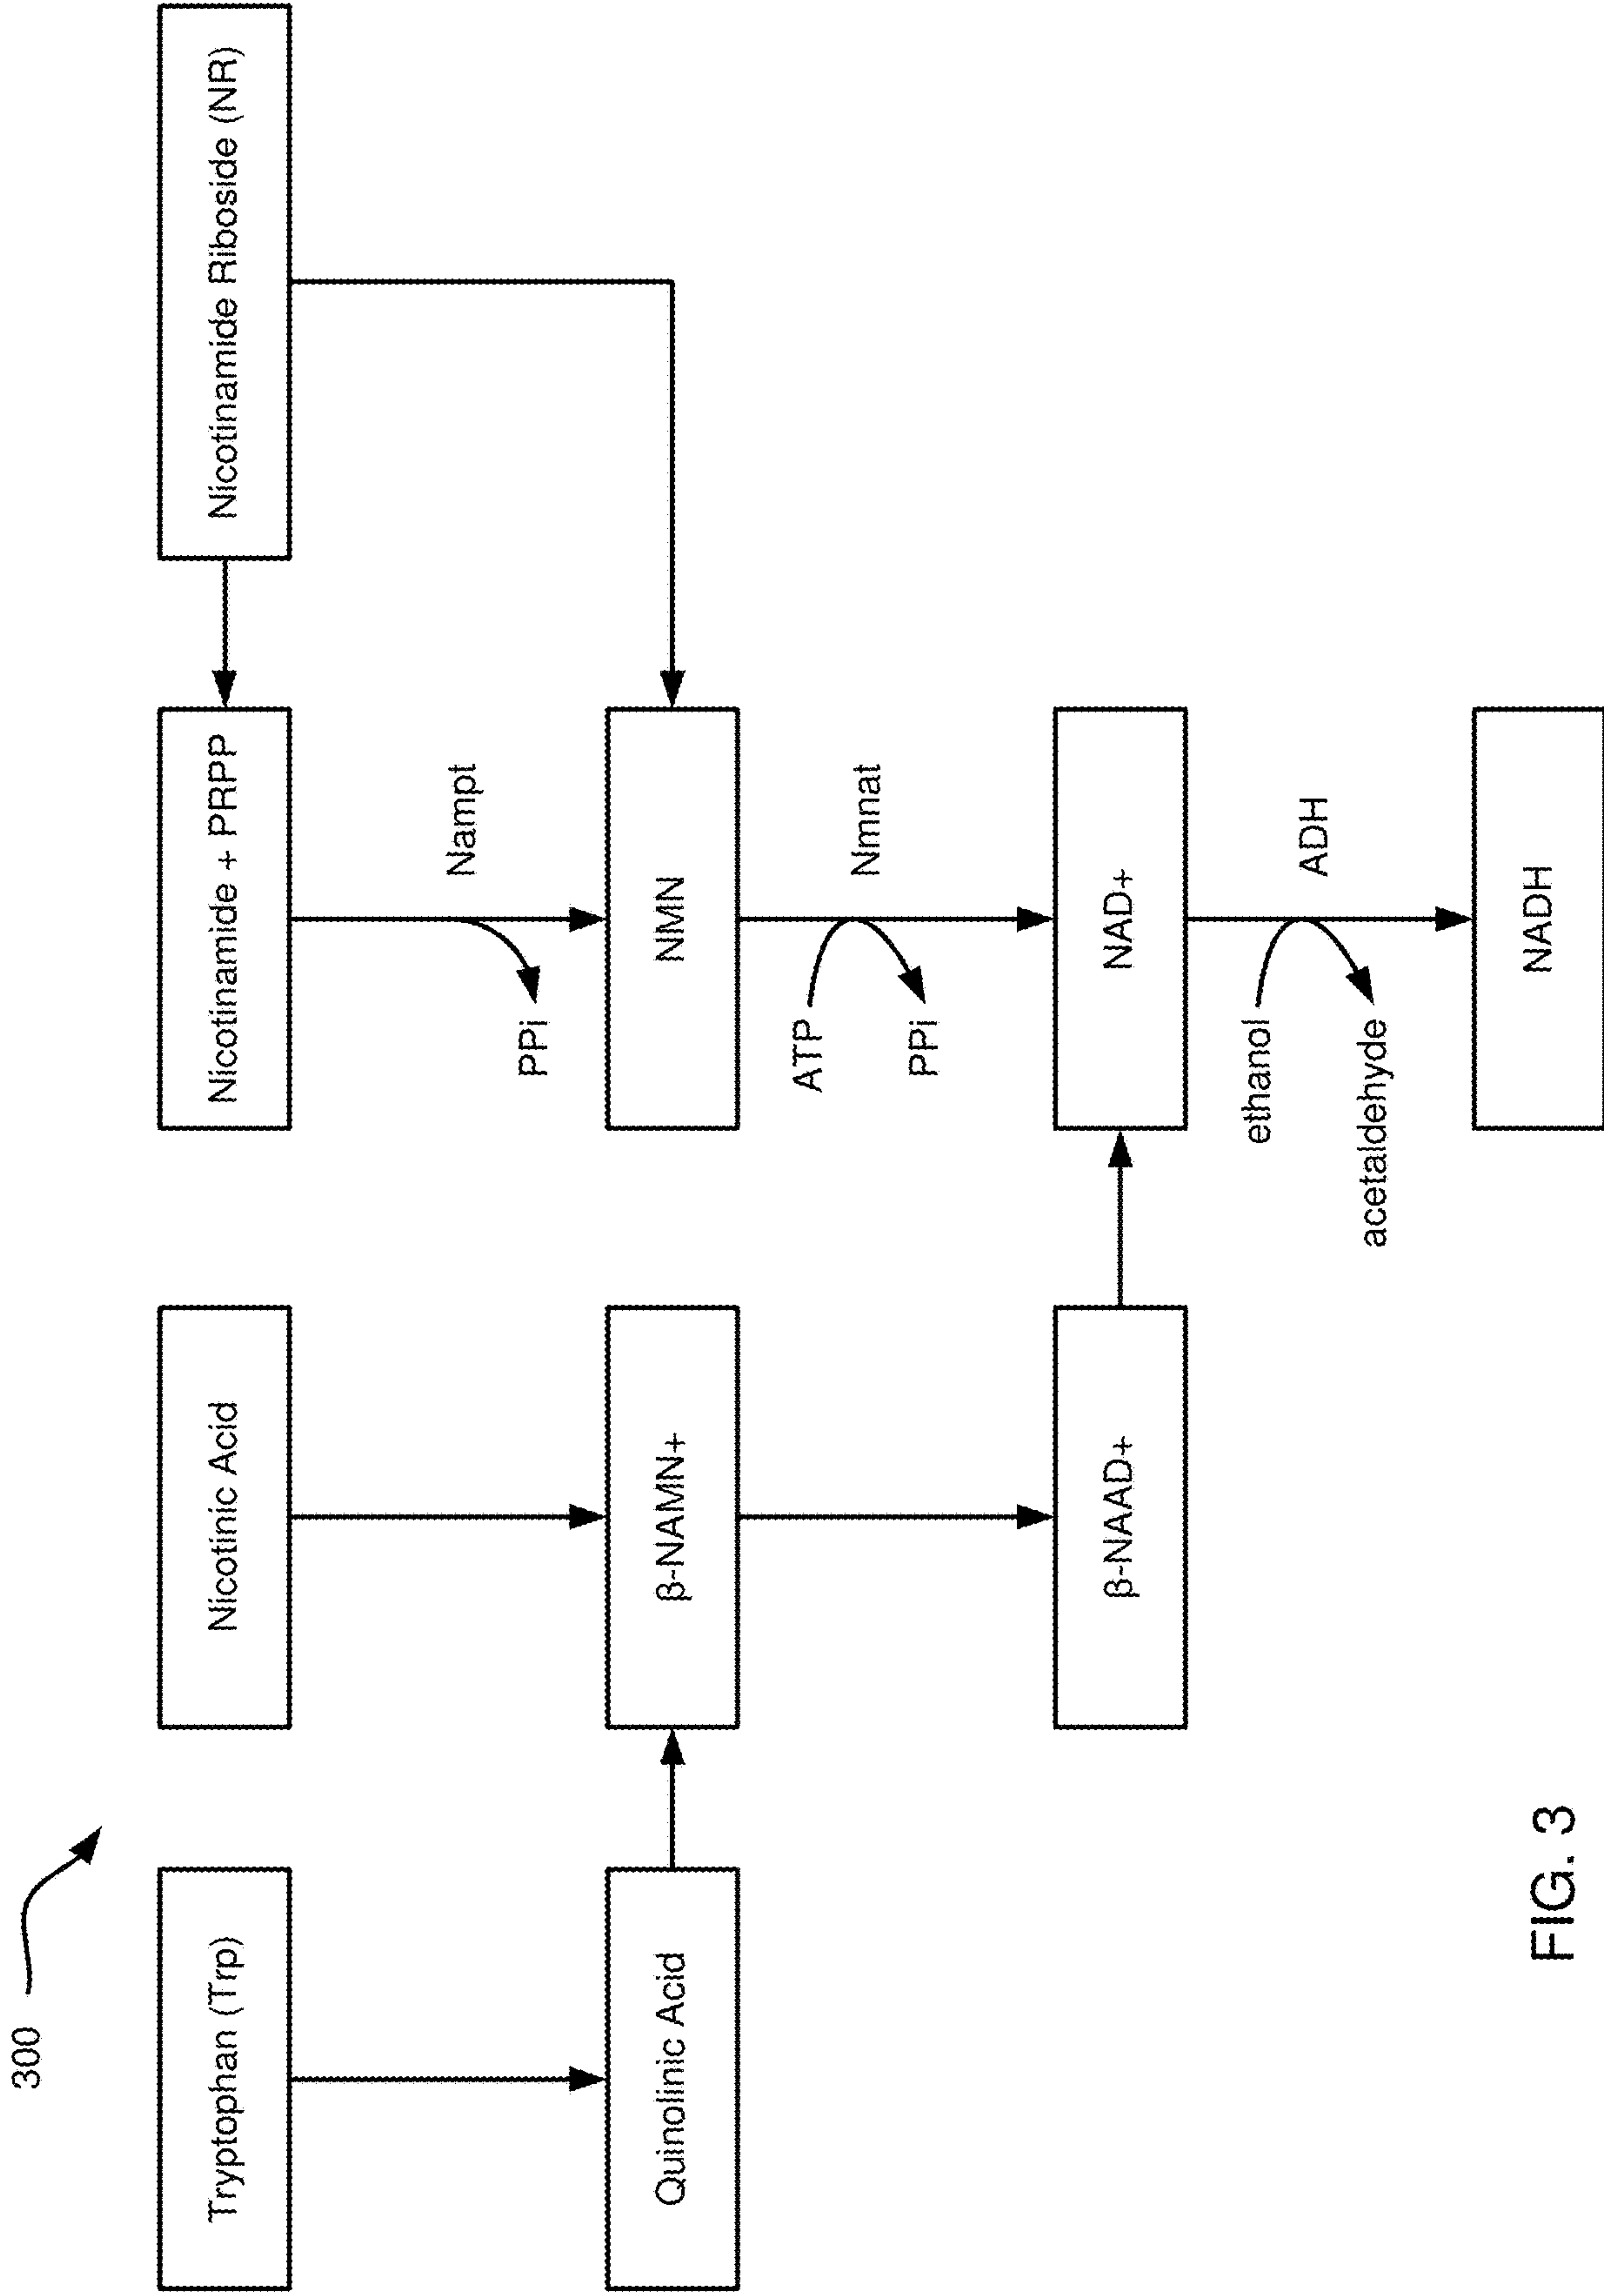 300
Tryptophan (Trp)
Nicotinic Acid
Nicotinamide + PRPP
Nicotinamide Riboside (NR)
PPi
Nampt
Quinolinic Acid
β-NAMN+
NMN
ATP
Nmnat
PPi
β-NAAD+
NAD+
ethanol
ADH
acetaldehyde
NADH
FIG. 3